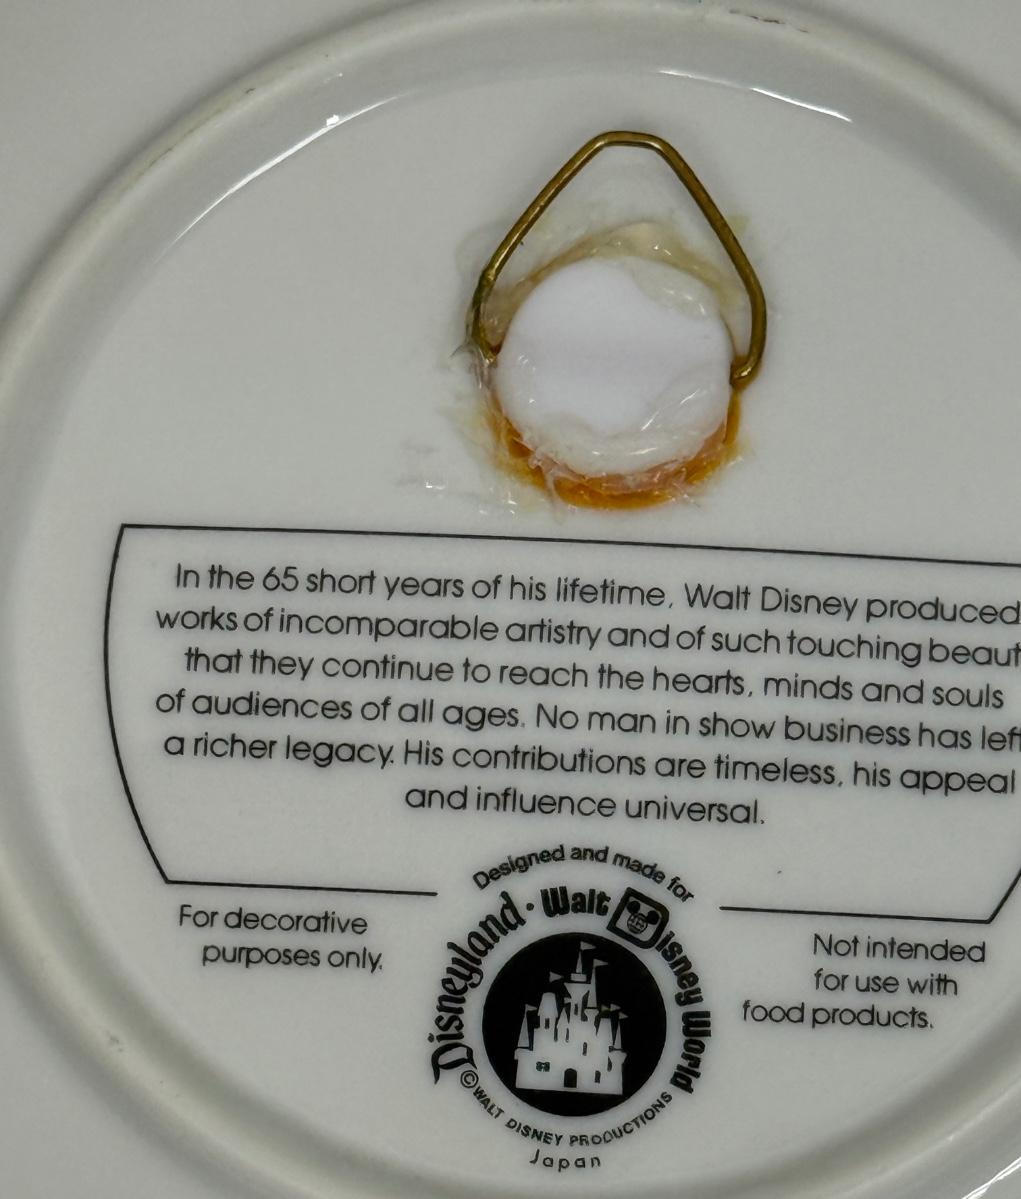 In the 65 short years of his lifetime, Walt Disney produced
works of incomparable artistry and of such touching beaut
that they continue to reach the hearts, minds and souls
of audiences of all ages. No man in show business has left
a richer legacy. His contributions are timeless, his appeal
and influence universal.
For decorative
purposes only.
Designed and made for
Disneyland · Walt Disney World
©WALT DISNEY PRODUCTIONS
Japan
Not intended
for use with
food products.